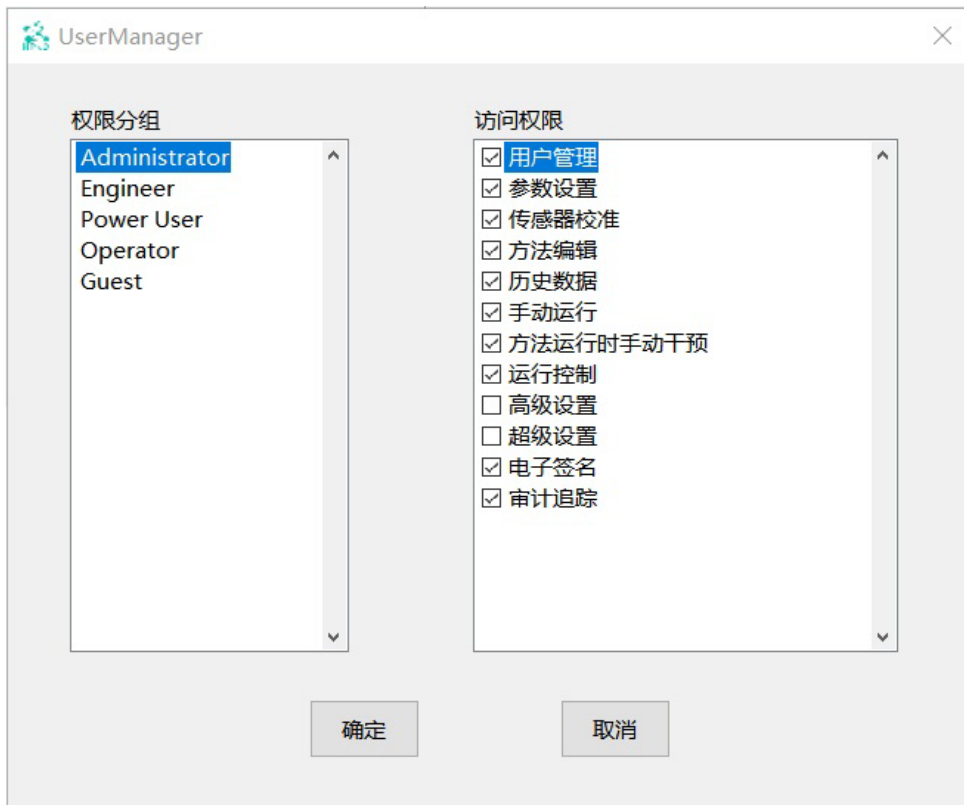 UserManager
权限分组
Administrator
Engineer
Power User
Operator
Guest
访问权限
用户管理
参数设置
传感器校准
方法编辑
历史数据
手动运行
方法运行时手动干预
运行控制
高级设置
超级设置
电子签名
审计追踪
确定
取消